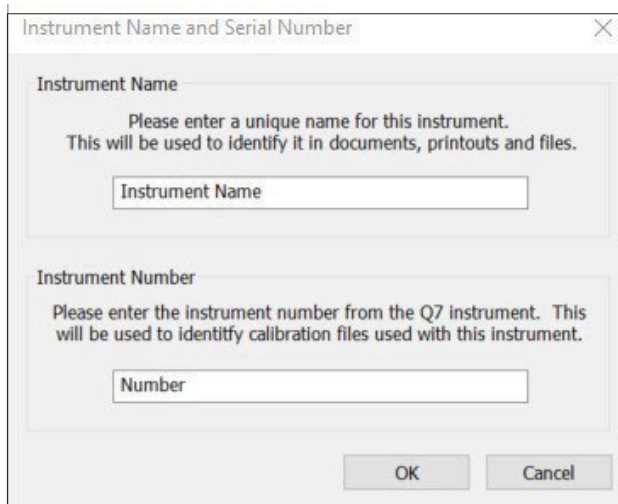 Instrument Name and Serial Number
Instrument Name
Please enter a unique name for this instrument.
This will be used to identify it in documents, printouts and files.
Instrument Name
Instrument Number
Please enter the instrument number from the Q7 instrument. This
will be used to identitfy calibration files used with this instrument.
Number
OK Cancel